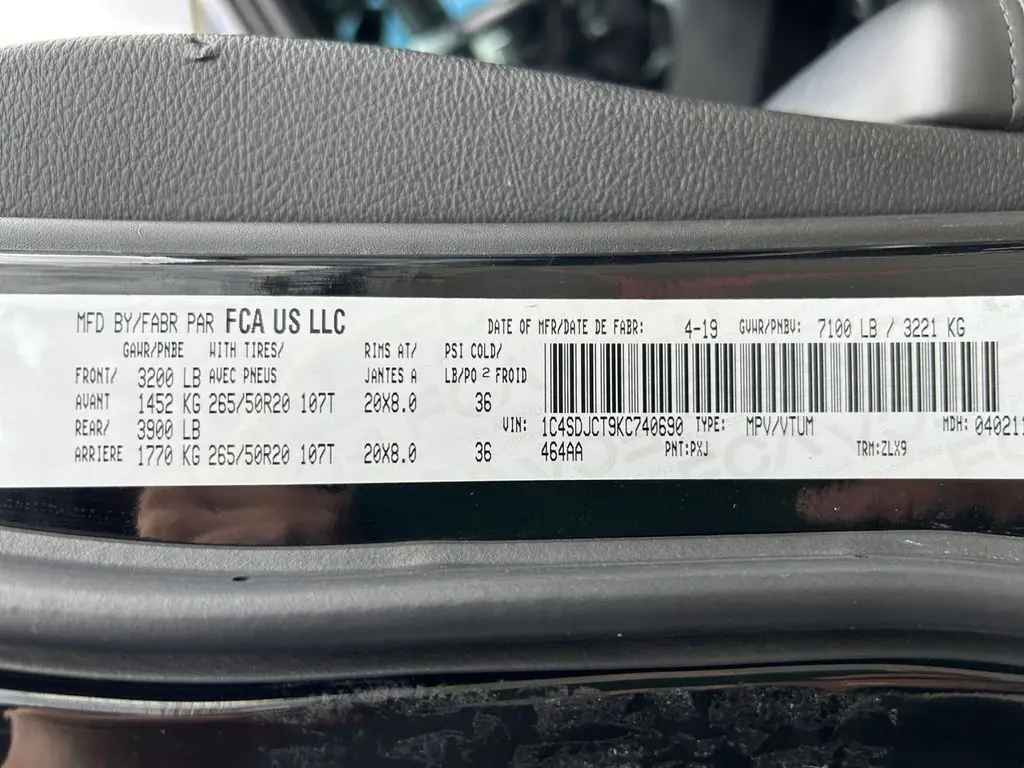 MFD BY/FABR PAR FCA US LLC DATE OF MFR/DATE DE FABR: 4-19 GVWR/PNBV: 7100 LB / 3221 KG
GAWR/PNBE WITH TIRES/ RIMS AT/ PSI COLD/
FRONT/ 3200 LB AVEC PNEUS JANTES A LB/PO 2 FROID
AVANT 1452 KG 265/50R20 107T 20X8.0 36
REAR/ 3900 LB VIN: 1C4SDJCT9KC740690 TYPE: MPV/VTUM MDH: 040211
ARRIERE 1770 KG 265/50R20 107T 20X8.0 36 464AA PNT:PXJ TRM:ZLX9